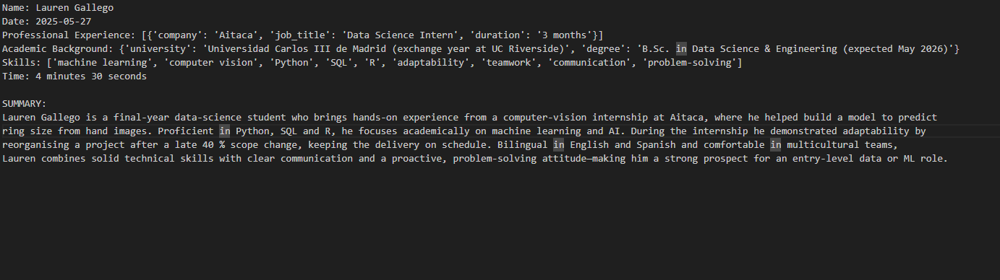 Name: Lauren Gallego
Date: 2025-05-27
Professional Experience: [{'company': 'Aitaca', 'job_title': 'Data Science Intern', 'duration': '3 months'}]
Academic Background: {'university': 'Universidad Carlos III de Madrid (exchange year at UC Riverside)', 'degree': 'B.Sc. in Data Science & Engineering (expected May 2026)'}
Skills: ['machine learning', 'computer vision', 'Python', 'SQL', 'R', 'adaptability', 'teamwork', 'communication', 'problem-solving']
Time: 4 minutes 30 seconds
SUMMARY:
Lauren Gallego is a final-year data-science student who brings hands-on experience from a computer-vision internship at Aitaca, where he helped build a model to predict
ring size from hand images. Proficient in Python, SQL and R, he focuses academically on machine learning and AI. During the internship he demonstrated adaptability by
reorganising a project after a late 40 % scope change, keeping the delivery on schedule. Bilingual in English and Spanish and comfortable in multicultural teams,
Lauren combines solid technical skills with clear communication and a proactive, problem-solving attitude—making him a strong prospect for an entry-level data or ML role.